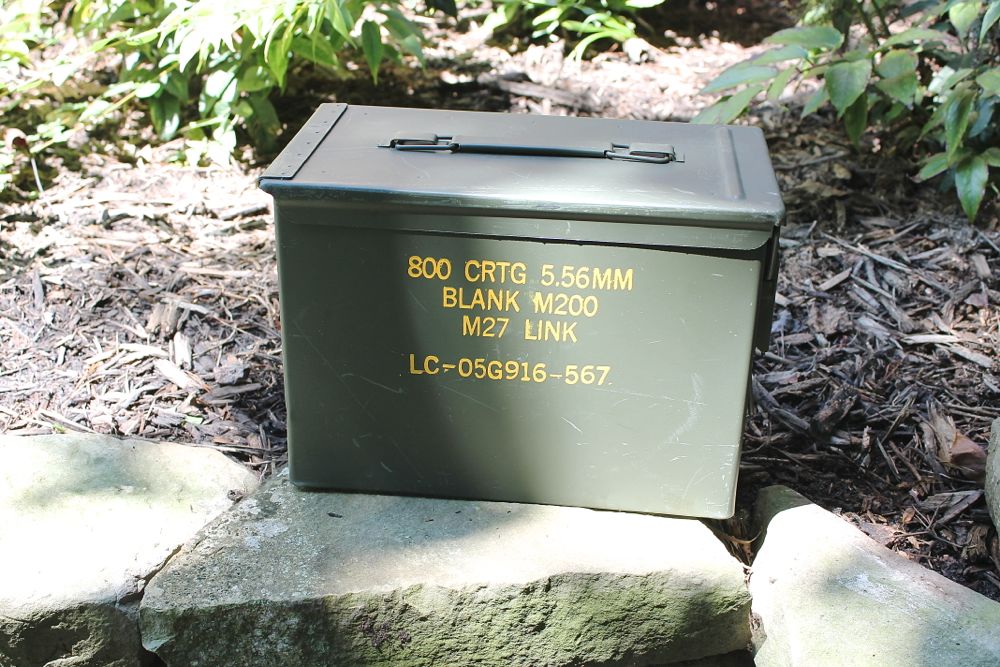 800 CRTG 5.56MM
BLANK M200
M27 LINK
LC-05G916-567